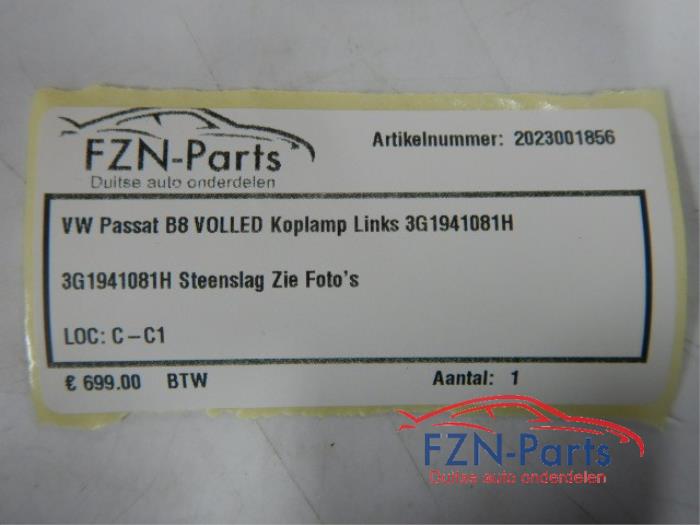 FZN-Parts
Duitse auto onderdelen
Artikelnummer: 2023001856
VW Passat B8 VOLLED Koplamp Links 3G1941081H
3G1941081H Steenslag Zie Foto's
LOC: C-C1
€ 699.00 BTW
Aantal: 1
FZN-Parts
Duitse auto onderdelen